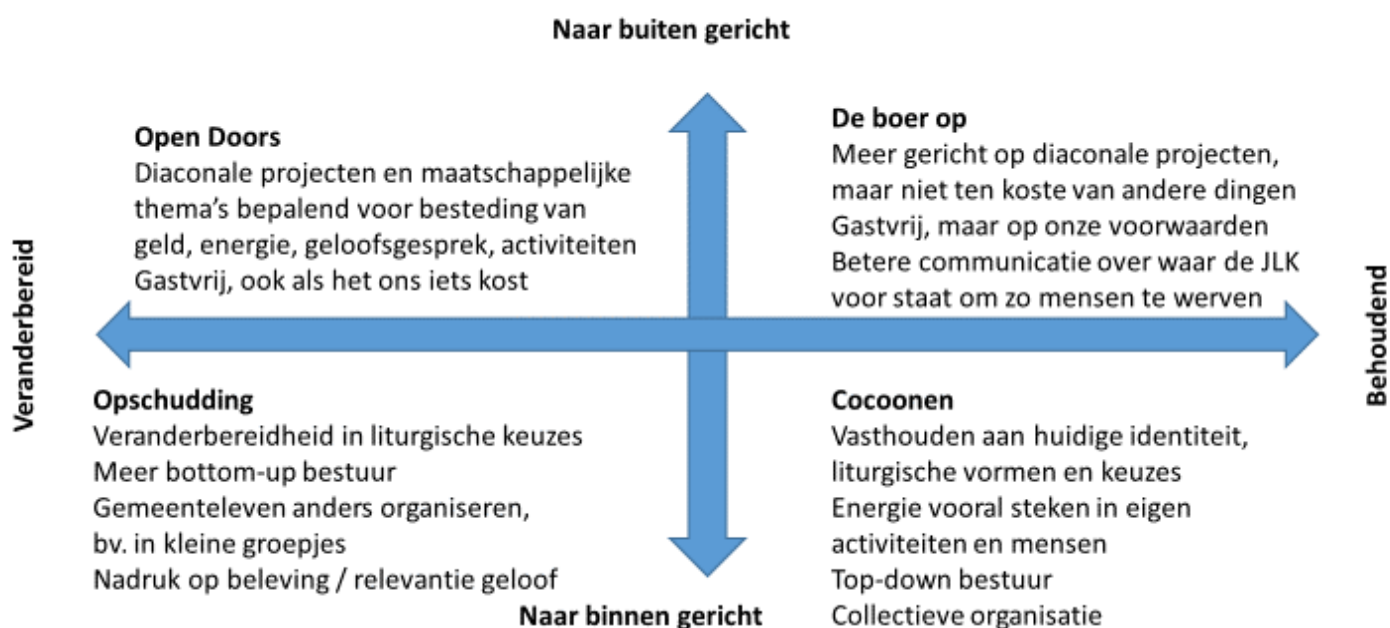 Naar buiten gericht
Open Doors
Diaconale projecten en maatschappelijke
thema's bepalend voor besteding van
geld, energie, geloofsgesprek, activiteiten
Gastvrij, ook als het ons iets kost
De boer op
Meer gericht op diaconale projecten,
maar niet ten koste van andere dingen
Gastvrij, maar op onze voorwaarden
Betere communicatie over waar de JLK
voor staat om zo mensen te werven
Veranderbereid
Behoudend
Opschudding
Veranderbereidheid in liturgische keuzes
Meer bottom-up bestuur
Gemeenteleven anders organiseren,
bv. in kleine groepjes
Nadruk op beleving / relevantie geloof
Cocoonen
Vasthouden aan huidige identiteit,
liturgische vormen en keuzes
Energie vooral steken in eigen
activiteiten en mensen
Top-down bestuur
Collectieve organisatie
Naar binnen gericht